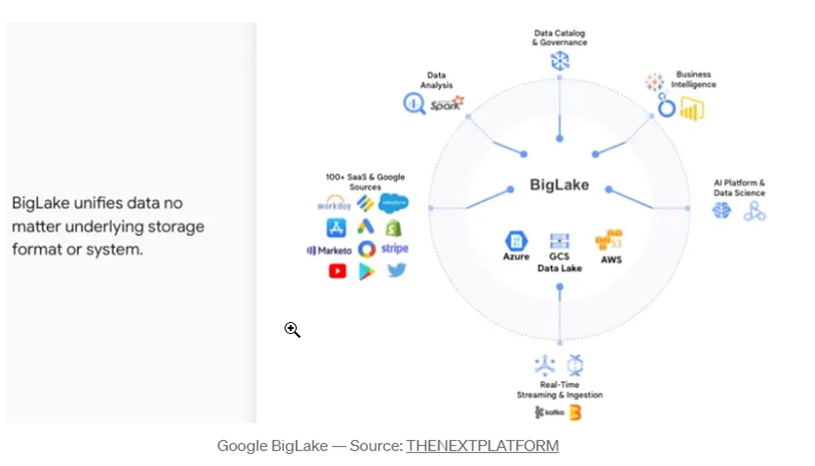 BigLake unifies data no
matter underlying storage
format or system.
Data Catalog
& Governance
Data
Analysis
Spark
Business
Intelligence
100+ SaaS & Google
Sources
workday
salesforce
Marketo
stripe
BigLake
AI Platform &
Data Science
Azure
GCS
Data Lake
S3
AWS
Real-Time
Streaming & Ingestion
kafka
Google BigLake — Source: THENEXTPLATFORM